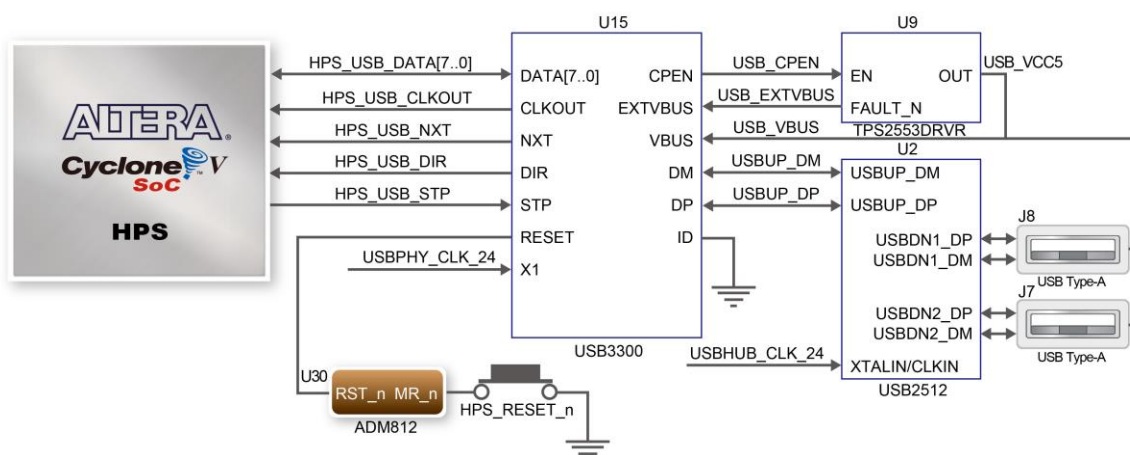 U15
U9
HPS_USB_DATA[7..0]
DATA[7..0]
CPEN
USB_CPEN
EN
OUT
USB_VCC5
HPS_USB_CLKOUT
CLKOUT
EXTVBUS
USB_EXTVBUS
FAULT_N
ALTERA®
HPS_USB_NXT
NXT
VBUS
USB_VBUS
TPS2553DRVR
U2
Cyclone™ V
SoC
HPS_USB_DIR
DIR
DM
USBUP_DM
USBUP_DM
HPS_USB_STP
STP
DP
USBUP_DP
USBUP_DP
HPS
RESET
ID
USBDN1_DP
USBDN1_DM
J8
USB Type-A
USBPHY_CLK_24
X1
J7
USBDN2_DP
USBDN2_DM
USB Type-A
USB3300
USBHUB_CLK_24
XTALIN/CLKIN
USB2512
U30
RST_n MR_n
HPS_RESET_n
ADM812